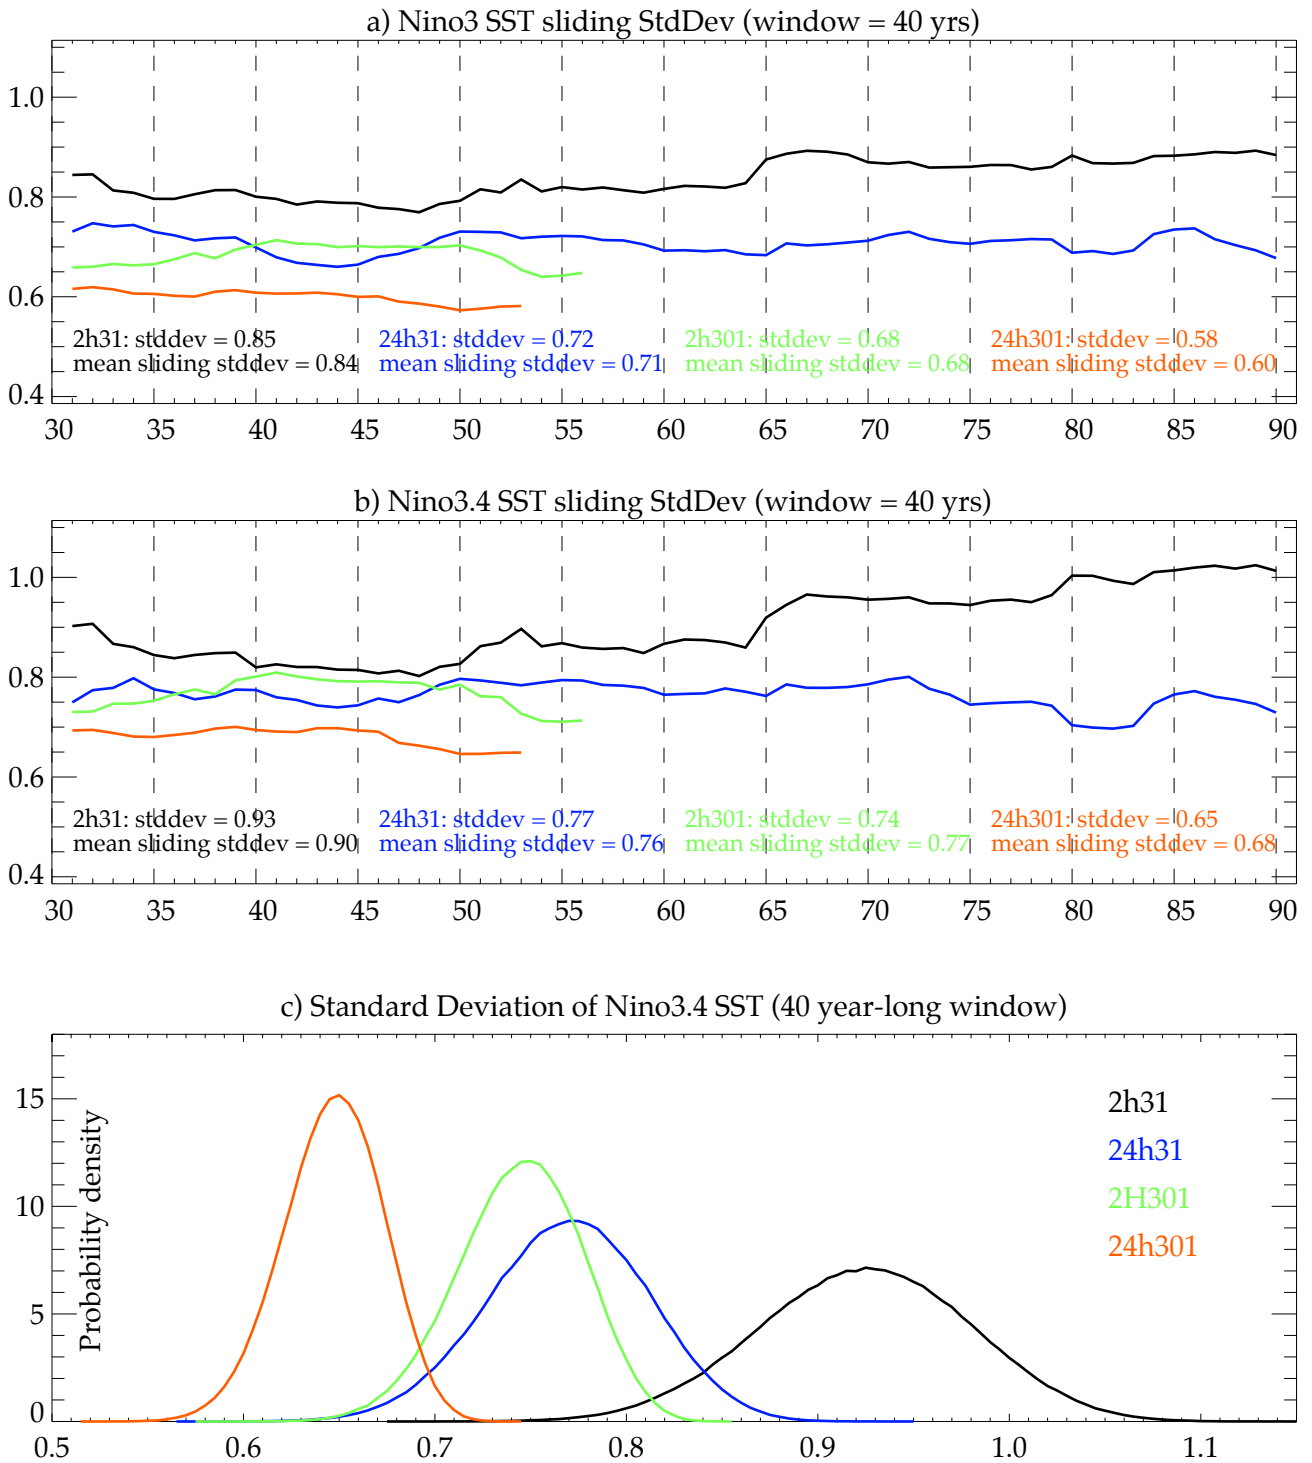 a) Nino3 SST sliding StdDev (window = 40 yrs)
1.0
0.8
0.6
0.4
2h31: stddev = 0.85 24h31: stddev = 0.72 2h301: stddev = 0.68 24h301: stddev = 0.58
mean sliding stddev = 0.84 mean sliding stddev = 0.71 mean sliding stddev = 0.68 mean sliding stddev = 0.60
30 35 40 45 50 55 60 65 70 75 80 85 90
b) Nino3.4 SST sliding StdDev (window = 40 yrs)
1.0
0.8
0.6
0.4
2h31: stddev = 0.93 24h31: stddev = 0.77 2h301: stddev = 0.74 24h301: stddev = 0.65
mean sliding stddev = 0.90 mean sliding stddev = 0.76 mean sliding stddev = 0.77 mean sliding stddev = 0.68
30 35 40 45 50 55 60 65 70 75 80 85 90
c) Standard Deviation of Nino3.4 SST (40 year-long window)
15
10
5
0
Probability density
2h31
24h31
2H301
24h301
0.5 0.6 0.7 0.8 0.9 1.0 1.1